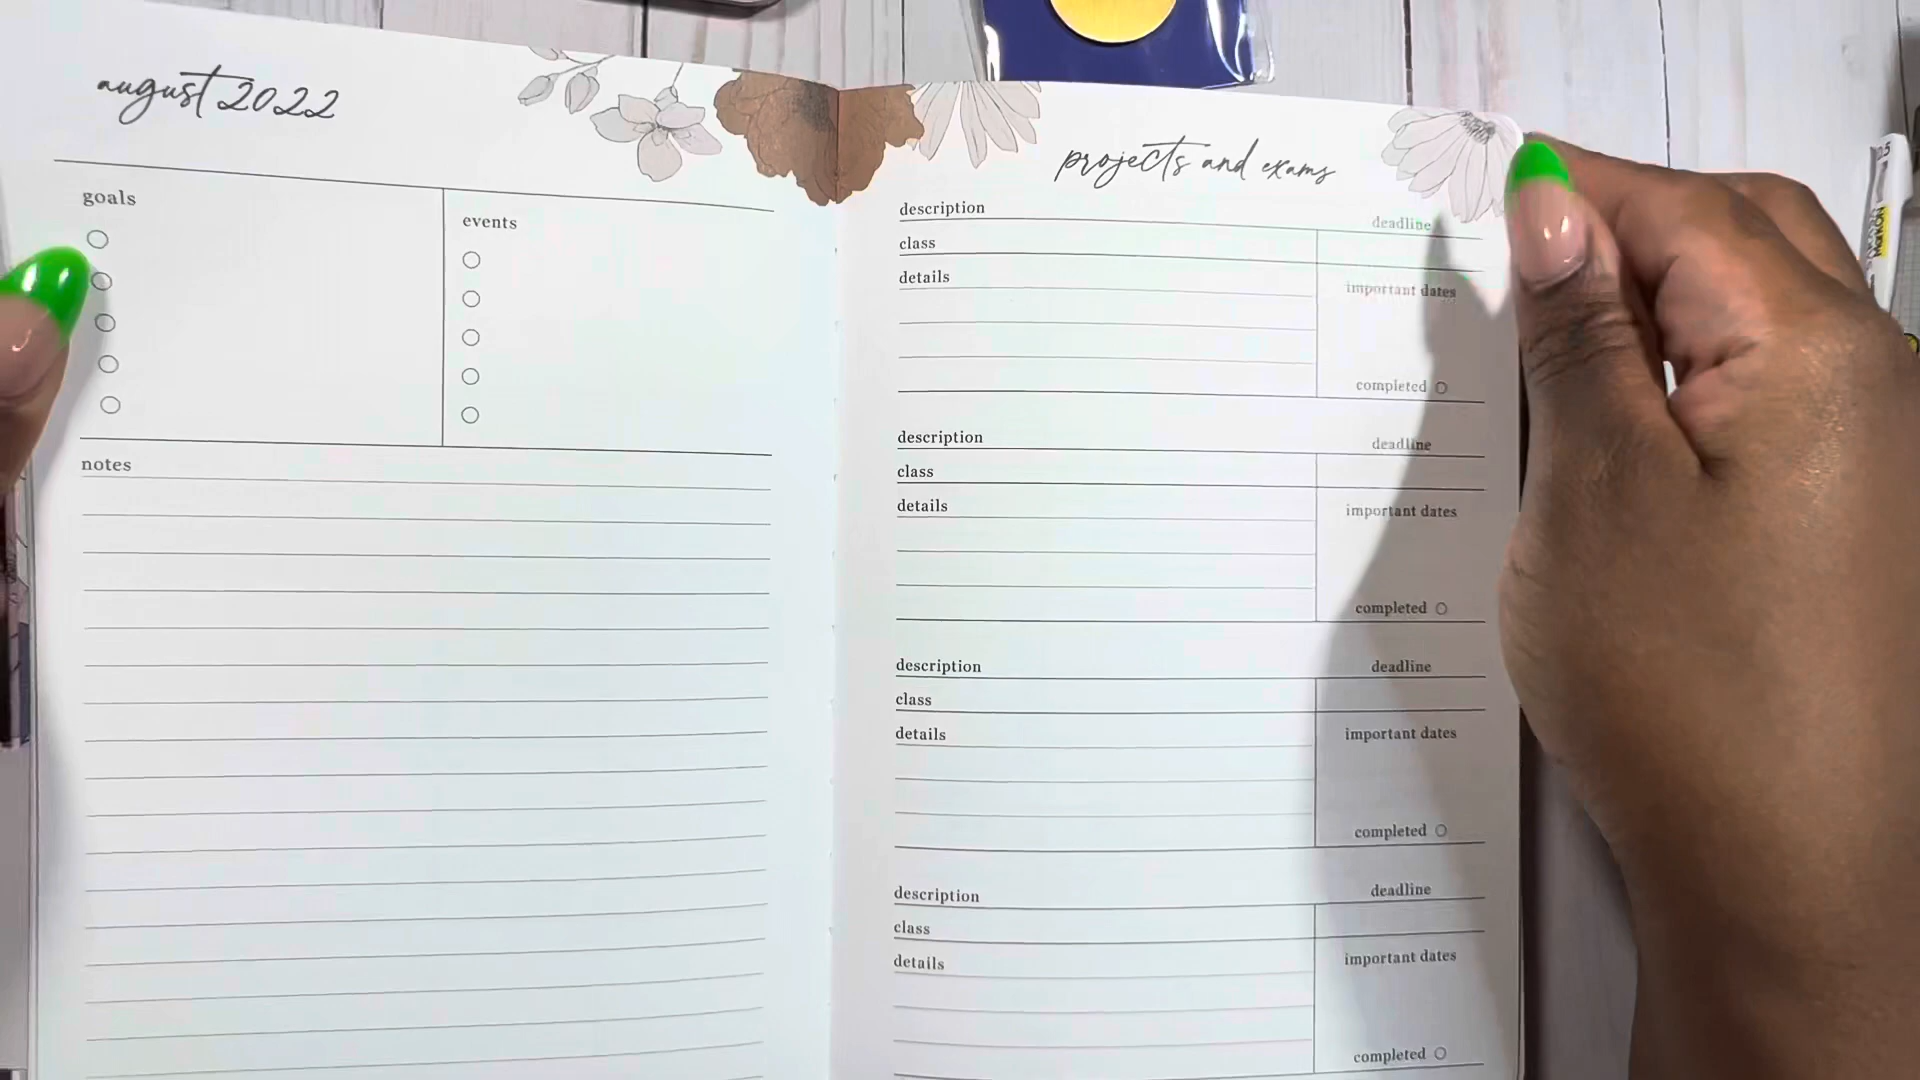 august 2022
goals
events
notes
projects and exams
description
deadline
class
details
important dates
completed
description
deadline
class
details
important dates
completed
description
deadline
class
details
important dates
completed
description
deadline
class
details
important dates
completed